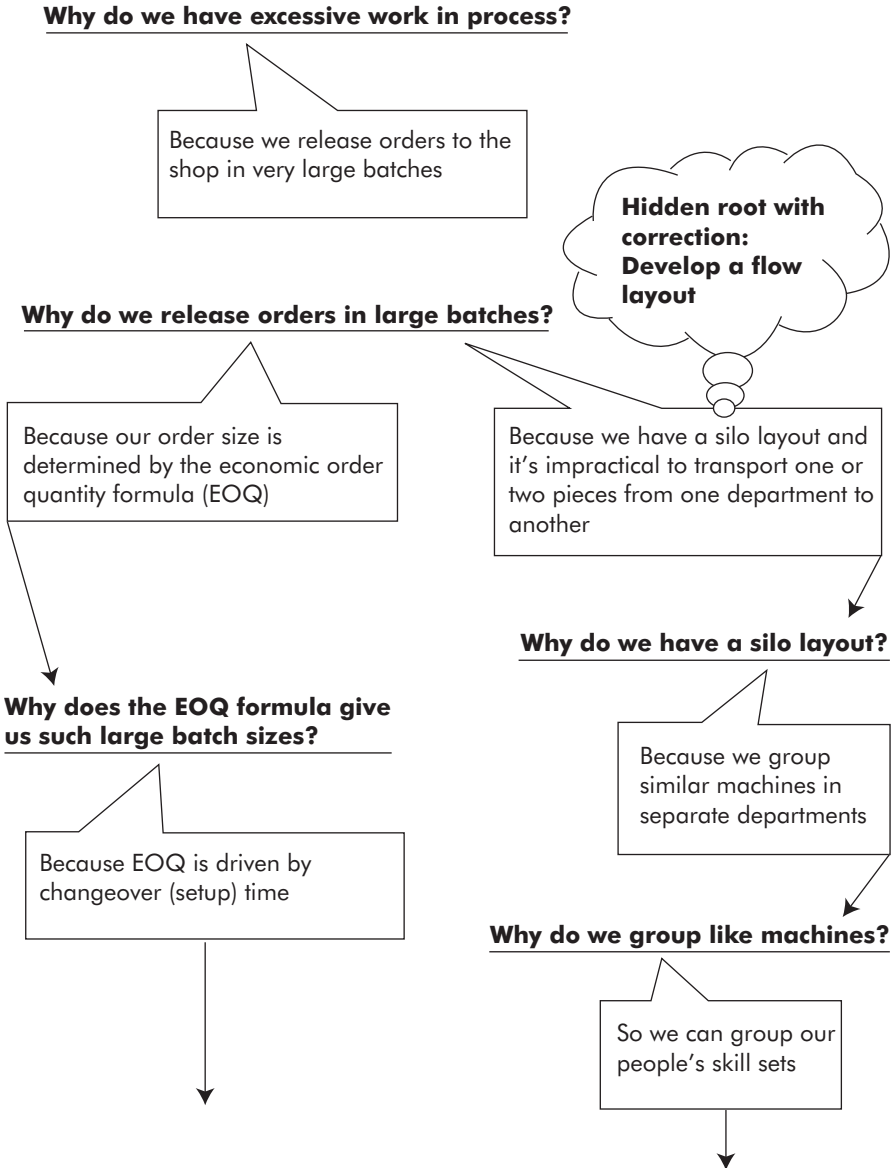 Why do we have excessive work in process?
Because we release orders to the
shop in very large batches
Hidden root with
correction:
Develop a flow
layout
Why do we release orders in large batches?
Because our order size is
determined by the economic order
quantity formula (EOQ)
Because we have a silo layout and
it's impractical to transport one or
two pieces from one department to
another
Why do we have a silo layout?
Why does the EOQ formula give
us such large batch sizes?
Because we group
similar machines in
separate departments
Because EOQ is driven by
changeover (setup) time
Why do we group like machines?
So we can group our
people's skill sets